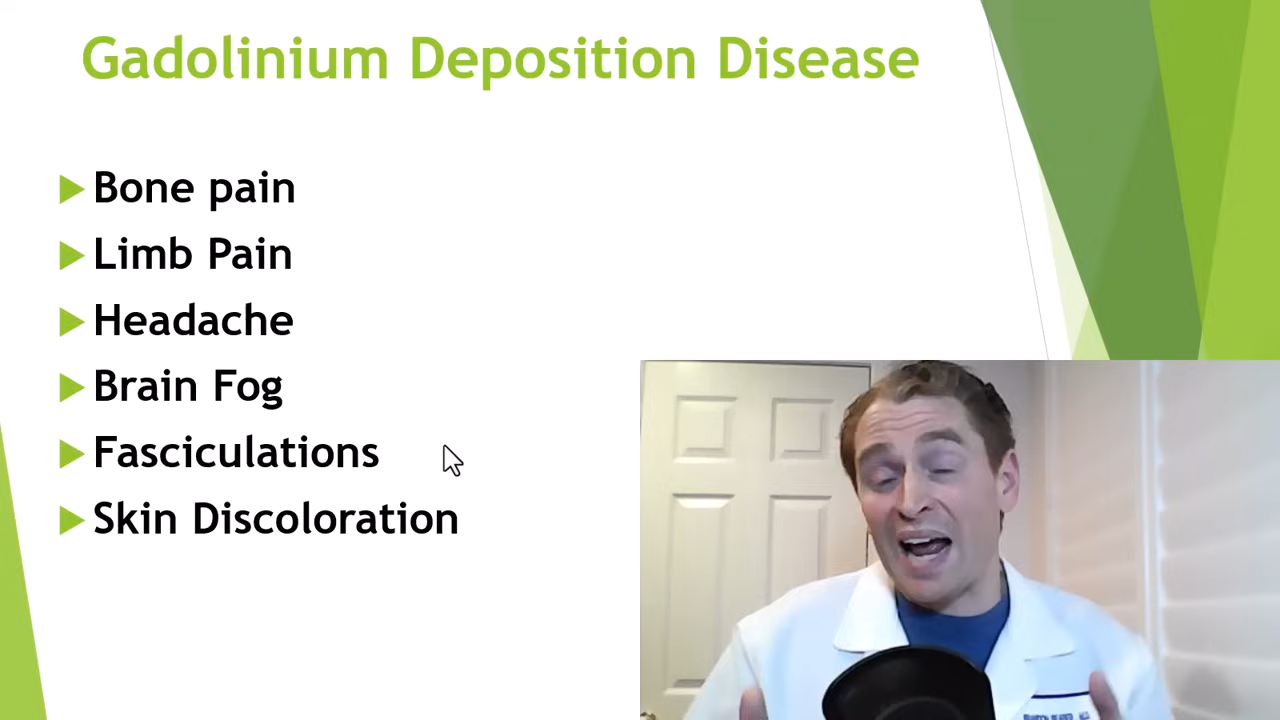 Gadolinium Deposition Disease
Bone pain
Limb Pain
Headache
Brain Fog
Fasciculations
Skin Discoloration